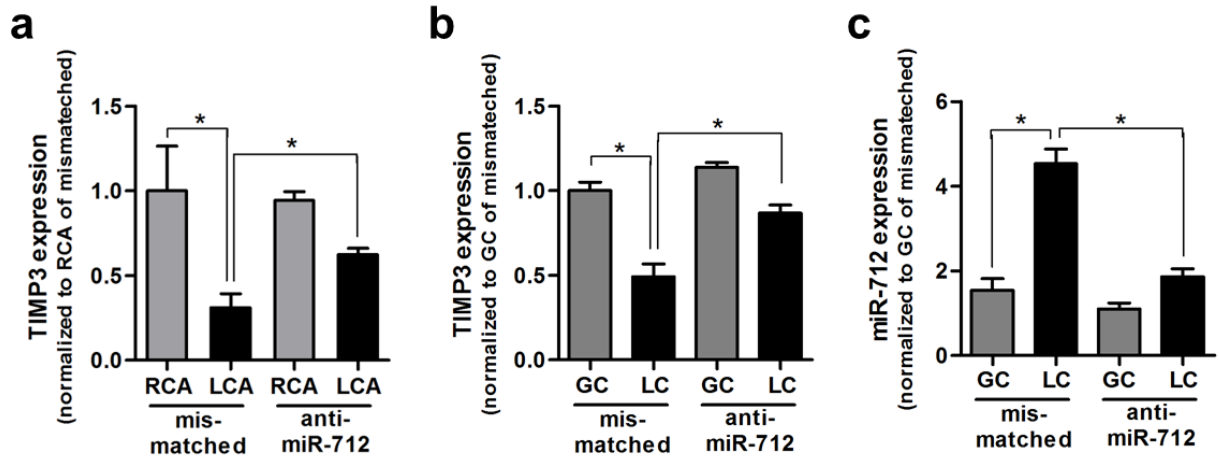 a
TIMP3 expression
(normalized to RCA of mismateched)
1.5
1.0
0.5
0.0
*
*
RCA LCA RCA LCA
mis-
matched
anti-
miR-712
b
TIMP3 expression
(normalized to GC of mismateched)
1.5
1.0
0.5
0.0
*
*
GC LC GC LC
mis-
matched
anti-
miR-712
c
miR-712 expression
(normalized to GC of mismateched)
6
4
2
0
*
*
GC LC GC LC
mis-
matched
anti-
miR-712